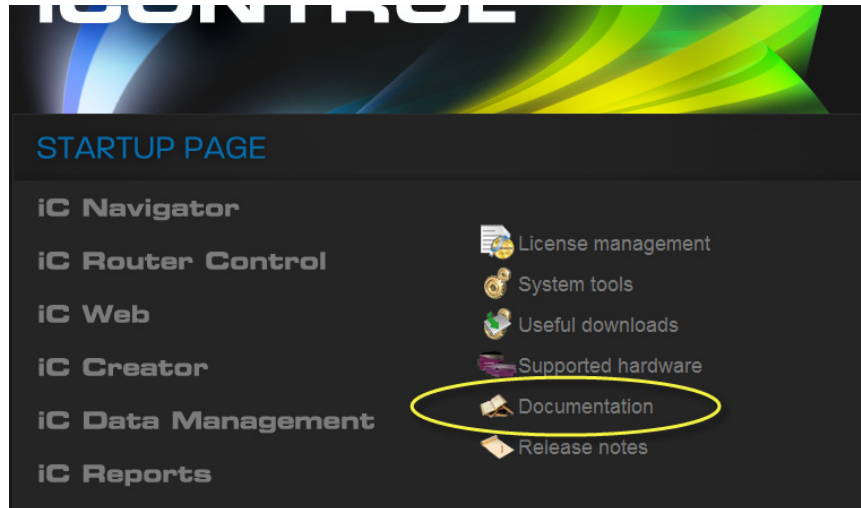 iCONTROL
STARTUP PAGE
iC Navigator
iC Router Control
iC Web
iC Creator
iC Data Management
iC Reports
License management
System tools
Useful downloads
Supported hardware
Documentation
Release notes